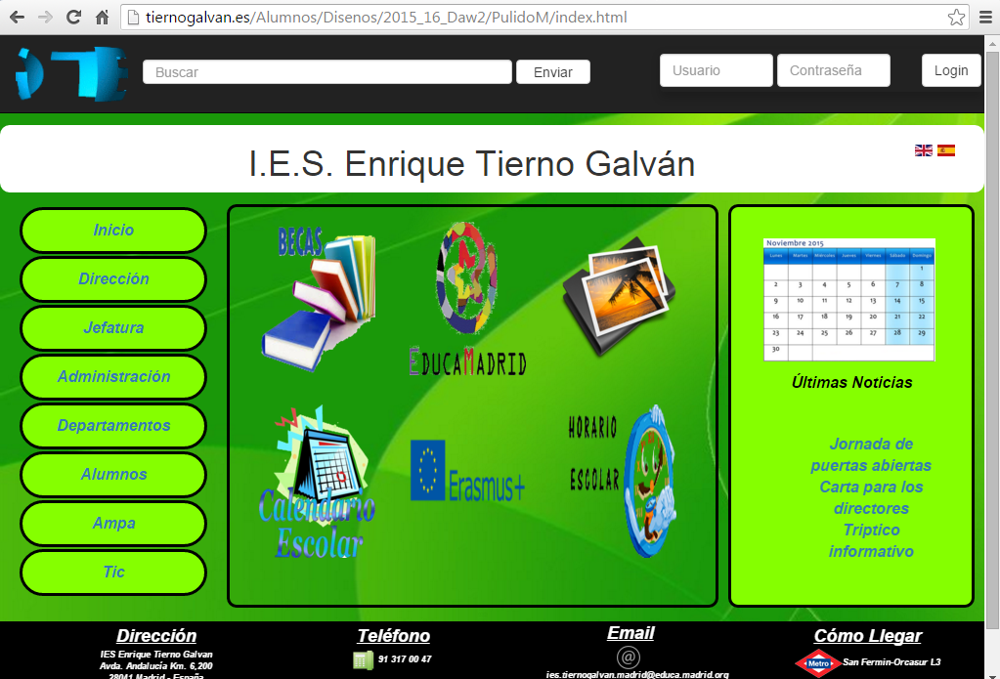 tiernogalvan.es/Alumnos/Disenos/2015_16_Daw2/PulidoM/index.html
Buscar
Enviar
Usuario
Contraseña
Login
I.E.S. Enrique Tierno Galván
Inicio
Dirección
Jefatura
Administración
Departamentos
Alumnos
Ampa
Tic
BECAS
EDUCAMADRID
Calendario
Escolar
Erasmus+
HORARIO
ESCOLAR
Noviembre 2015
Lunes Martes Miércoles Jueves Viernes Sábado Domingo
1
2 3 4 5 6 7 8
9 10 11 12 13 14 15
16 17 18 19 20 21 22
23 24 25 26 27 28 29
30
Últimas Noticias
Jornada de
puertas abiertas
Carta para los
directores
Triptico
informativo
Dirección
IES Enrique Tierno Galvan
Avda. Andalucía Km. 6,200
28041 Madrid - España
Teléfono
91 317 00 47
Email
@
ies.tiernogalvan.madrid@educa.madrid.org
Cómo Llegar
Metro
San Fermin-Orcasur L3